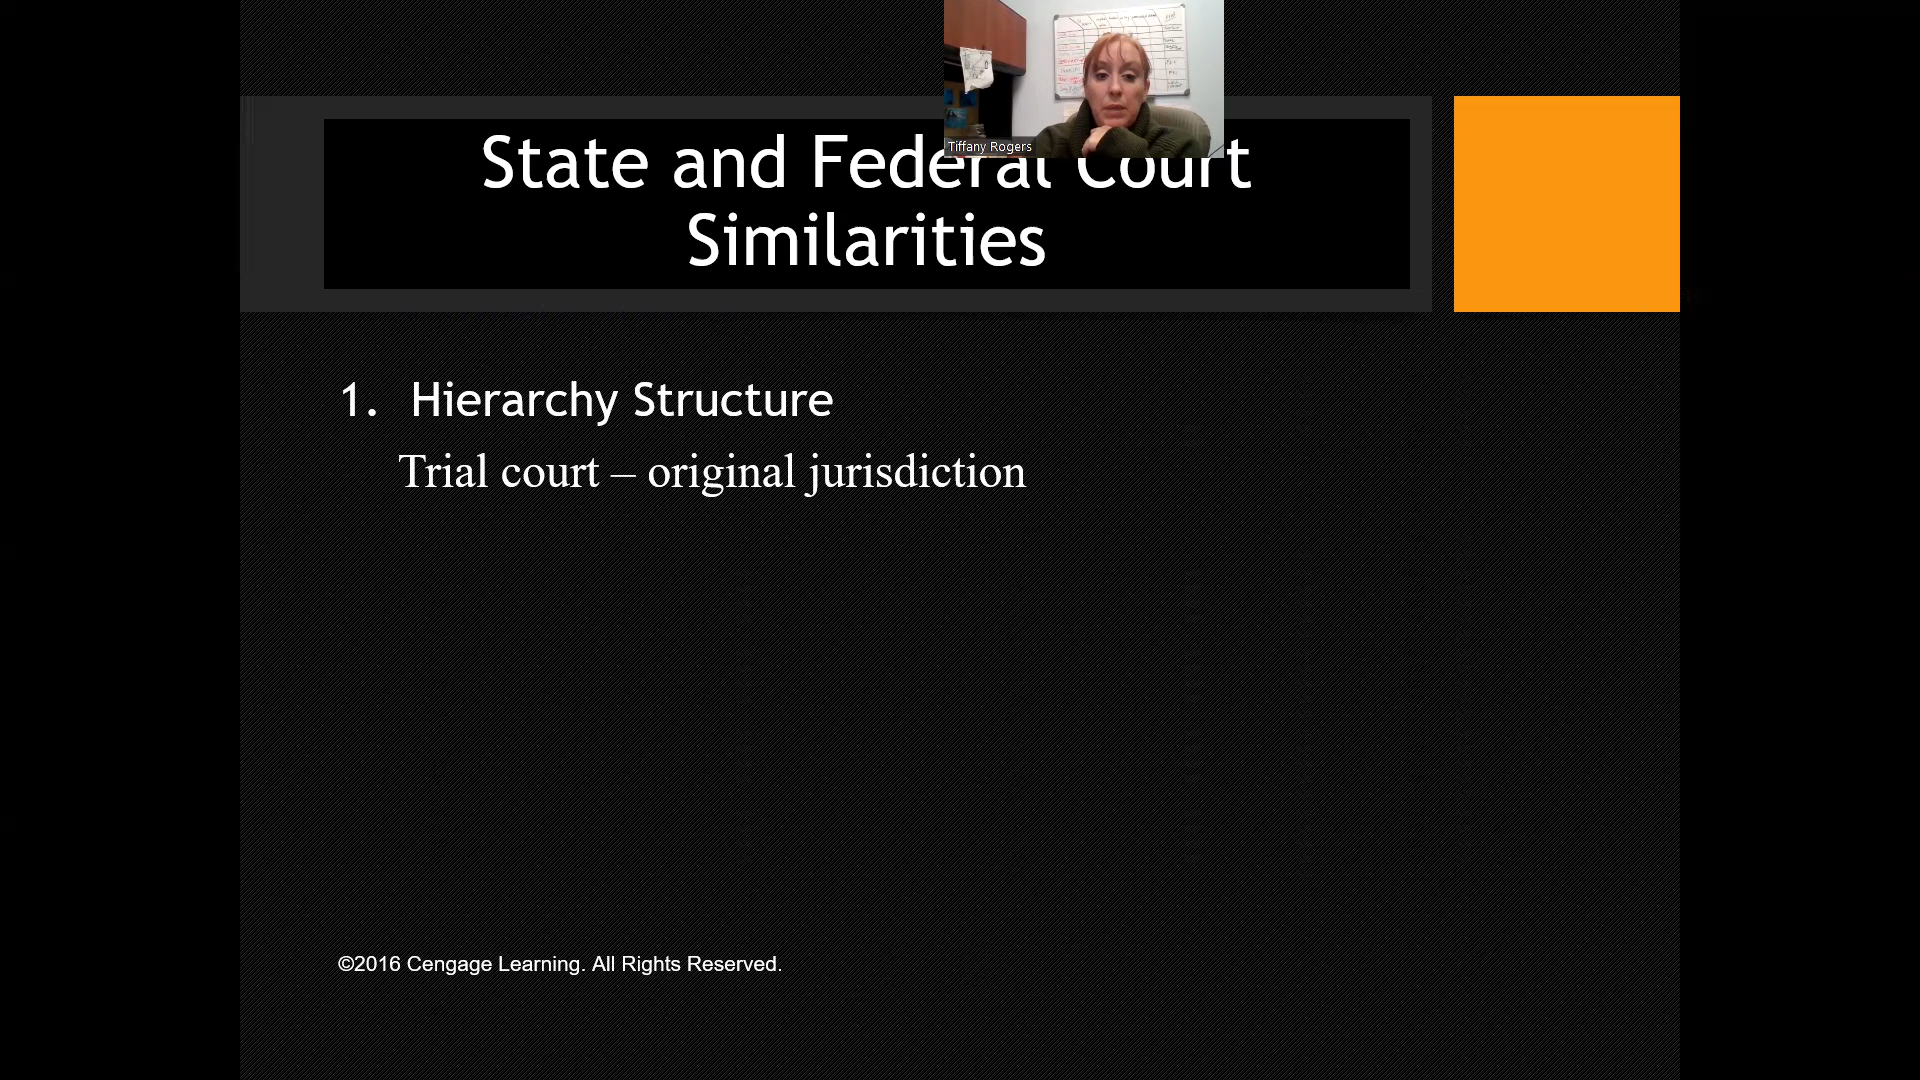 State and Federal Court
Similarities
Tiffany Rogers
1. Hierarchy Structure
Trial court – original jurisdiction
©2016 Cengage Learning. All Rights Reserved.